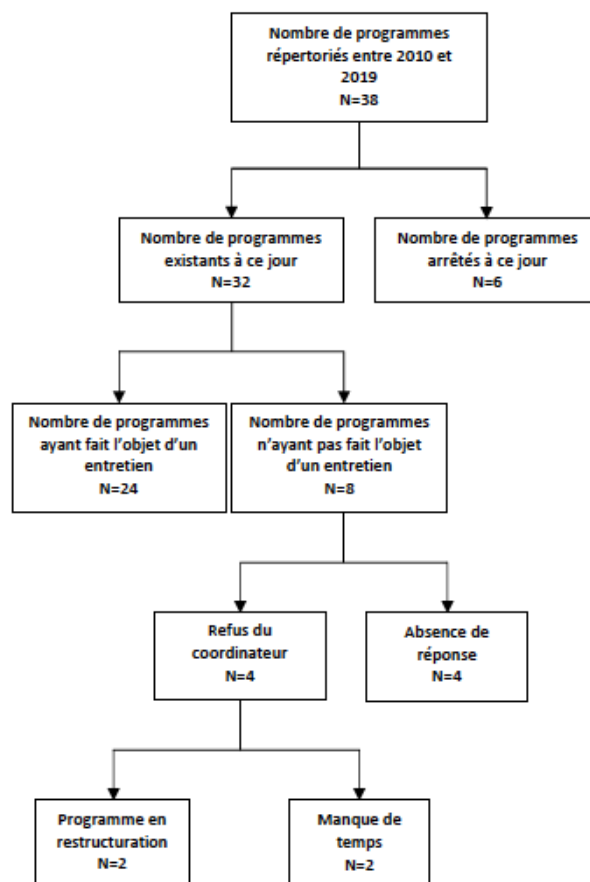 Nombre de programmes
répertoriés entre 2010 et
2019
N=38
Nombre de programmes
existants à ce jour
N=32
Nombre de programmes
arrêtés à ce jour
N=6
Nombre de programmes
ayant fait l'objet d'un
entretien
N=24
Nombre de programmes
n'ayant pas fait l'objet
d'un entretien
N=8
Refus du
coordinateur
N=4
Absence de
réponse
N=4
Programme en
restructuration
N=2
Manque de
temps
N=2